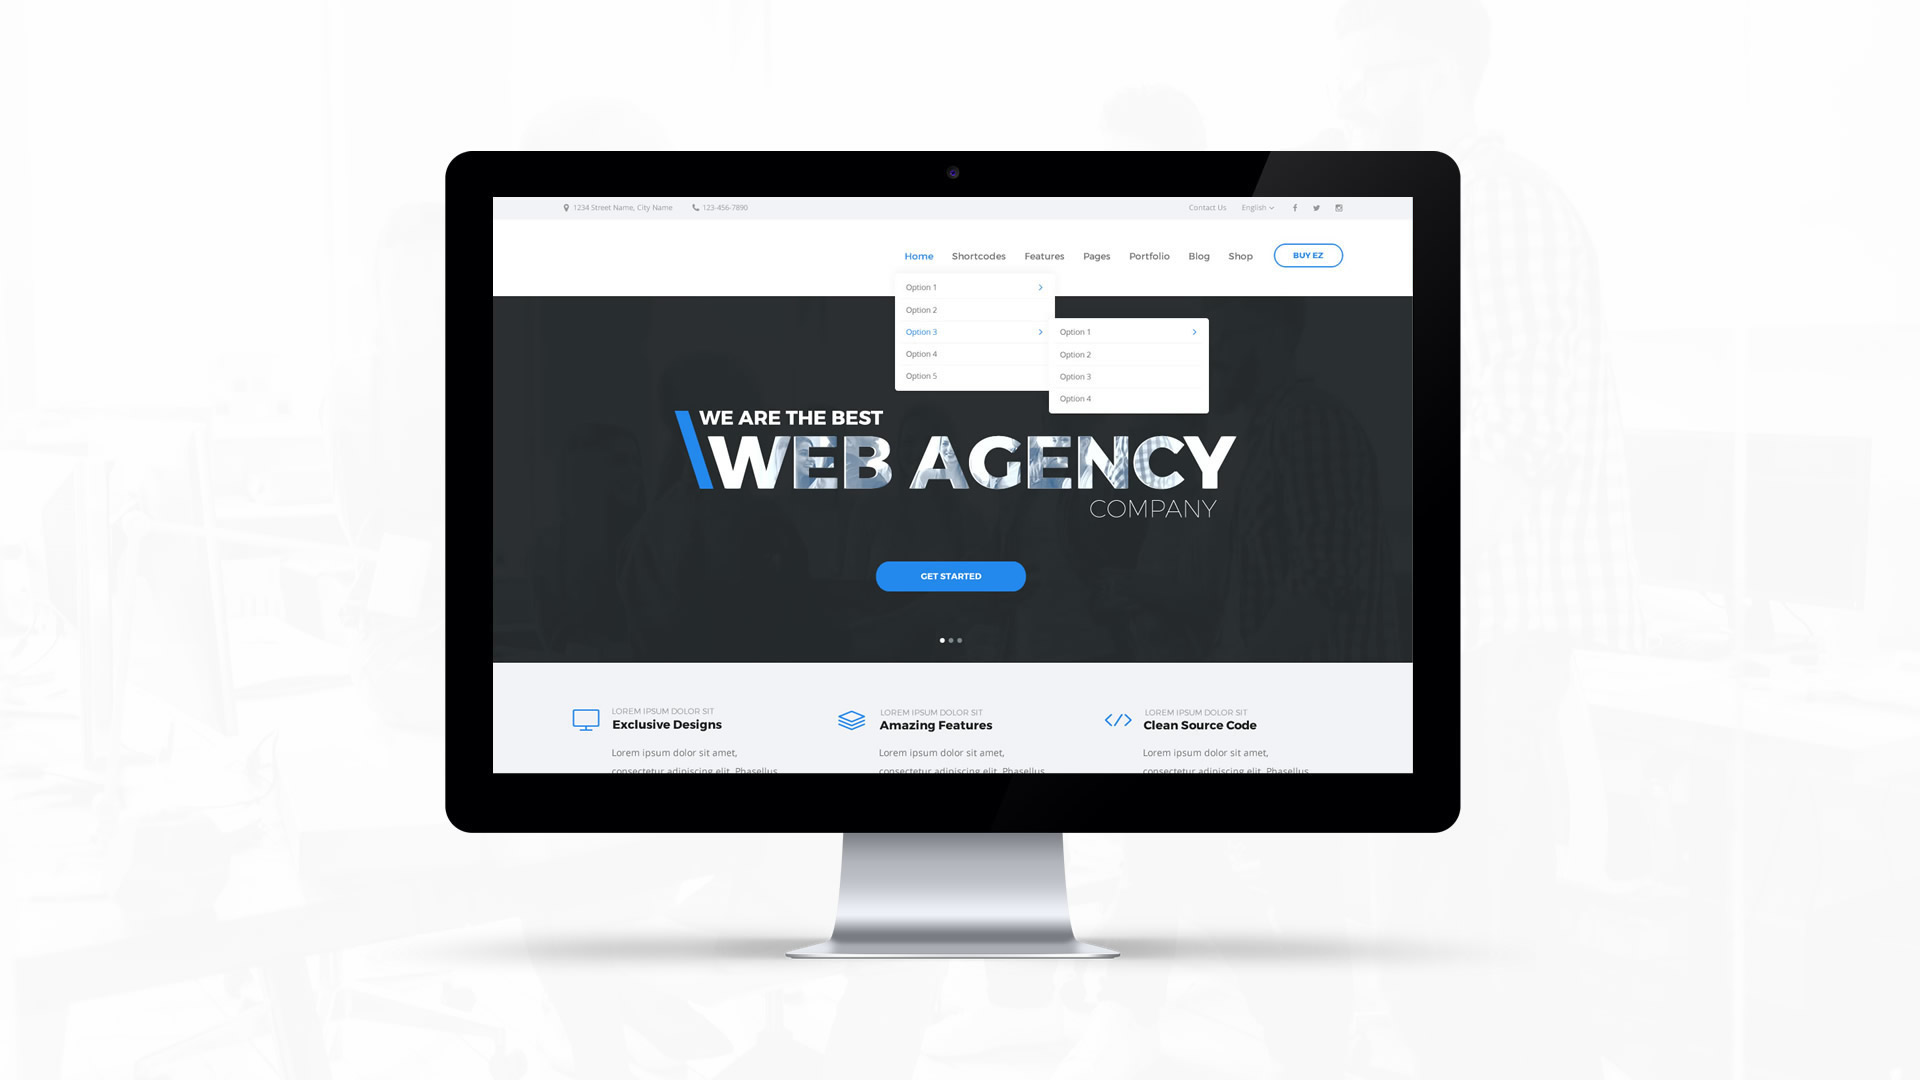 1234 Street Name, City Name 123-456-7890 Contact Us English
Home Shortcodes Features Pages Portfolio Blog Shop BUY EZ
Option 1
Option 2
Option 3
Option 4
Option 5
Option 1
Option 2
Option 3
Option 4
WE ARE THE BEST
WEB AGENCY
COMPANY
GET STARTED
LOREM IPSUM DOLOR SIT
Exclusive Designs
Lorem ipsum dolor sit amet,
consectetur adipiscing elit. Phasellus
LOREM IPSUM DOLOR SIT
Amazing Features
Lorem ipsum dolor sit amet,
consectetur adipiscing elit. Phasellus
LOREM IPSUM DOLOR SIT
Clean Source Code
Lorem ipsum dolor sit amet,
consectetur adipiscing elit. Phasellus